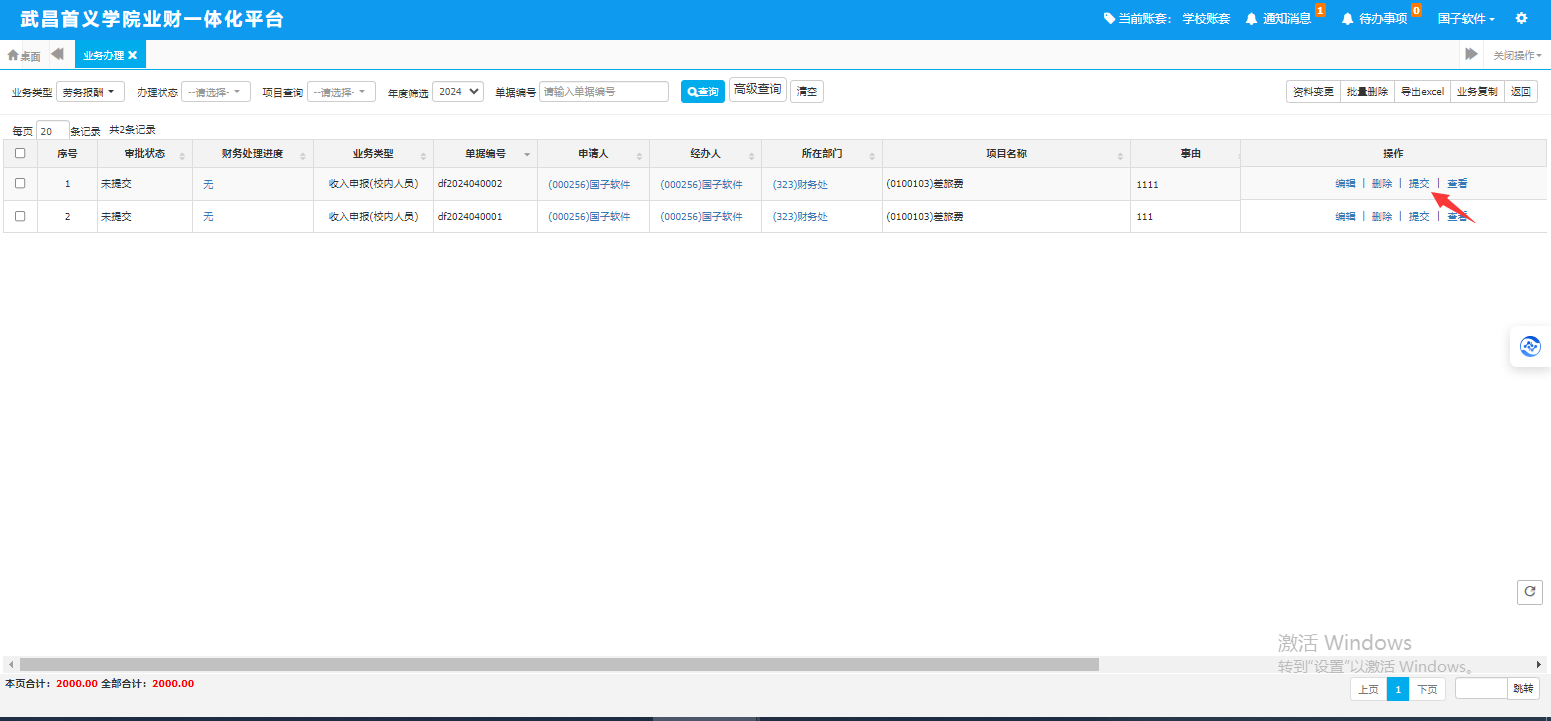 武昌首义学院业财一体化平台 当前账套： 学校账套 通知消息 1 待办事项 0 国子软件
桌面 业务办理 关闭操作
业务类型 劳务报酬 办理状态 --请选择- 项目查询 --请选择- 年度筛选 2024 单据编号 请输入单据编号 查询 高级查询 清空 资料变更 批量删除 导出excel 业务复制 返回
每页 20 条记录 共2条记录
序号 审批状态 财务处理进度 业务类型 单据编号 申请人 经办人 所在部门 项目名称 事由 操作
1 未提交 无 收入申报(校内人员) df2024040002 (000256)国子软件 (000256)国子软件 (323)财务处 (0100103)差旅费 1111 编辑 | 删除 | 提交 | 查看
2 未提交 无 收入申报(校内人员) df2024040001 (000256)国子软件 (000256)国子软件 (323)财务处 (0100103)差旅费 111 编辑 | 删除 | 提交 | 查看
激活 Windows
转到"设置"以激活 Windows。
本页合计：2000.00 全部合计：2000.00
上页 1 下页 跳转